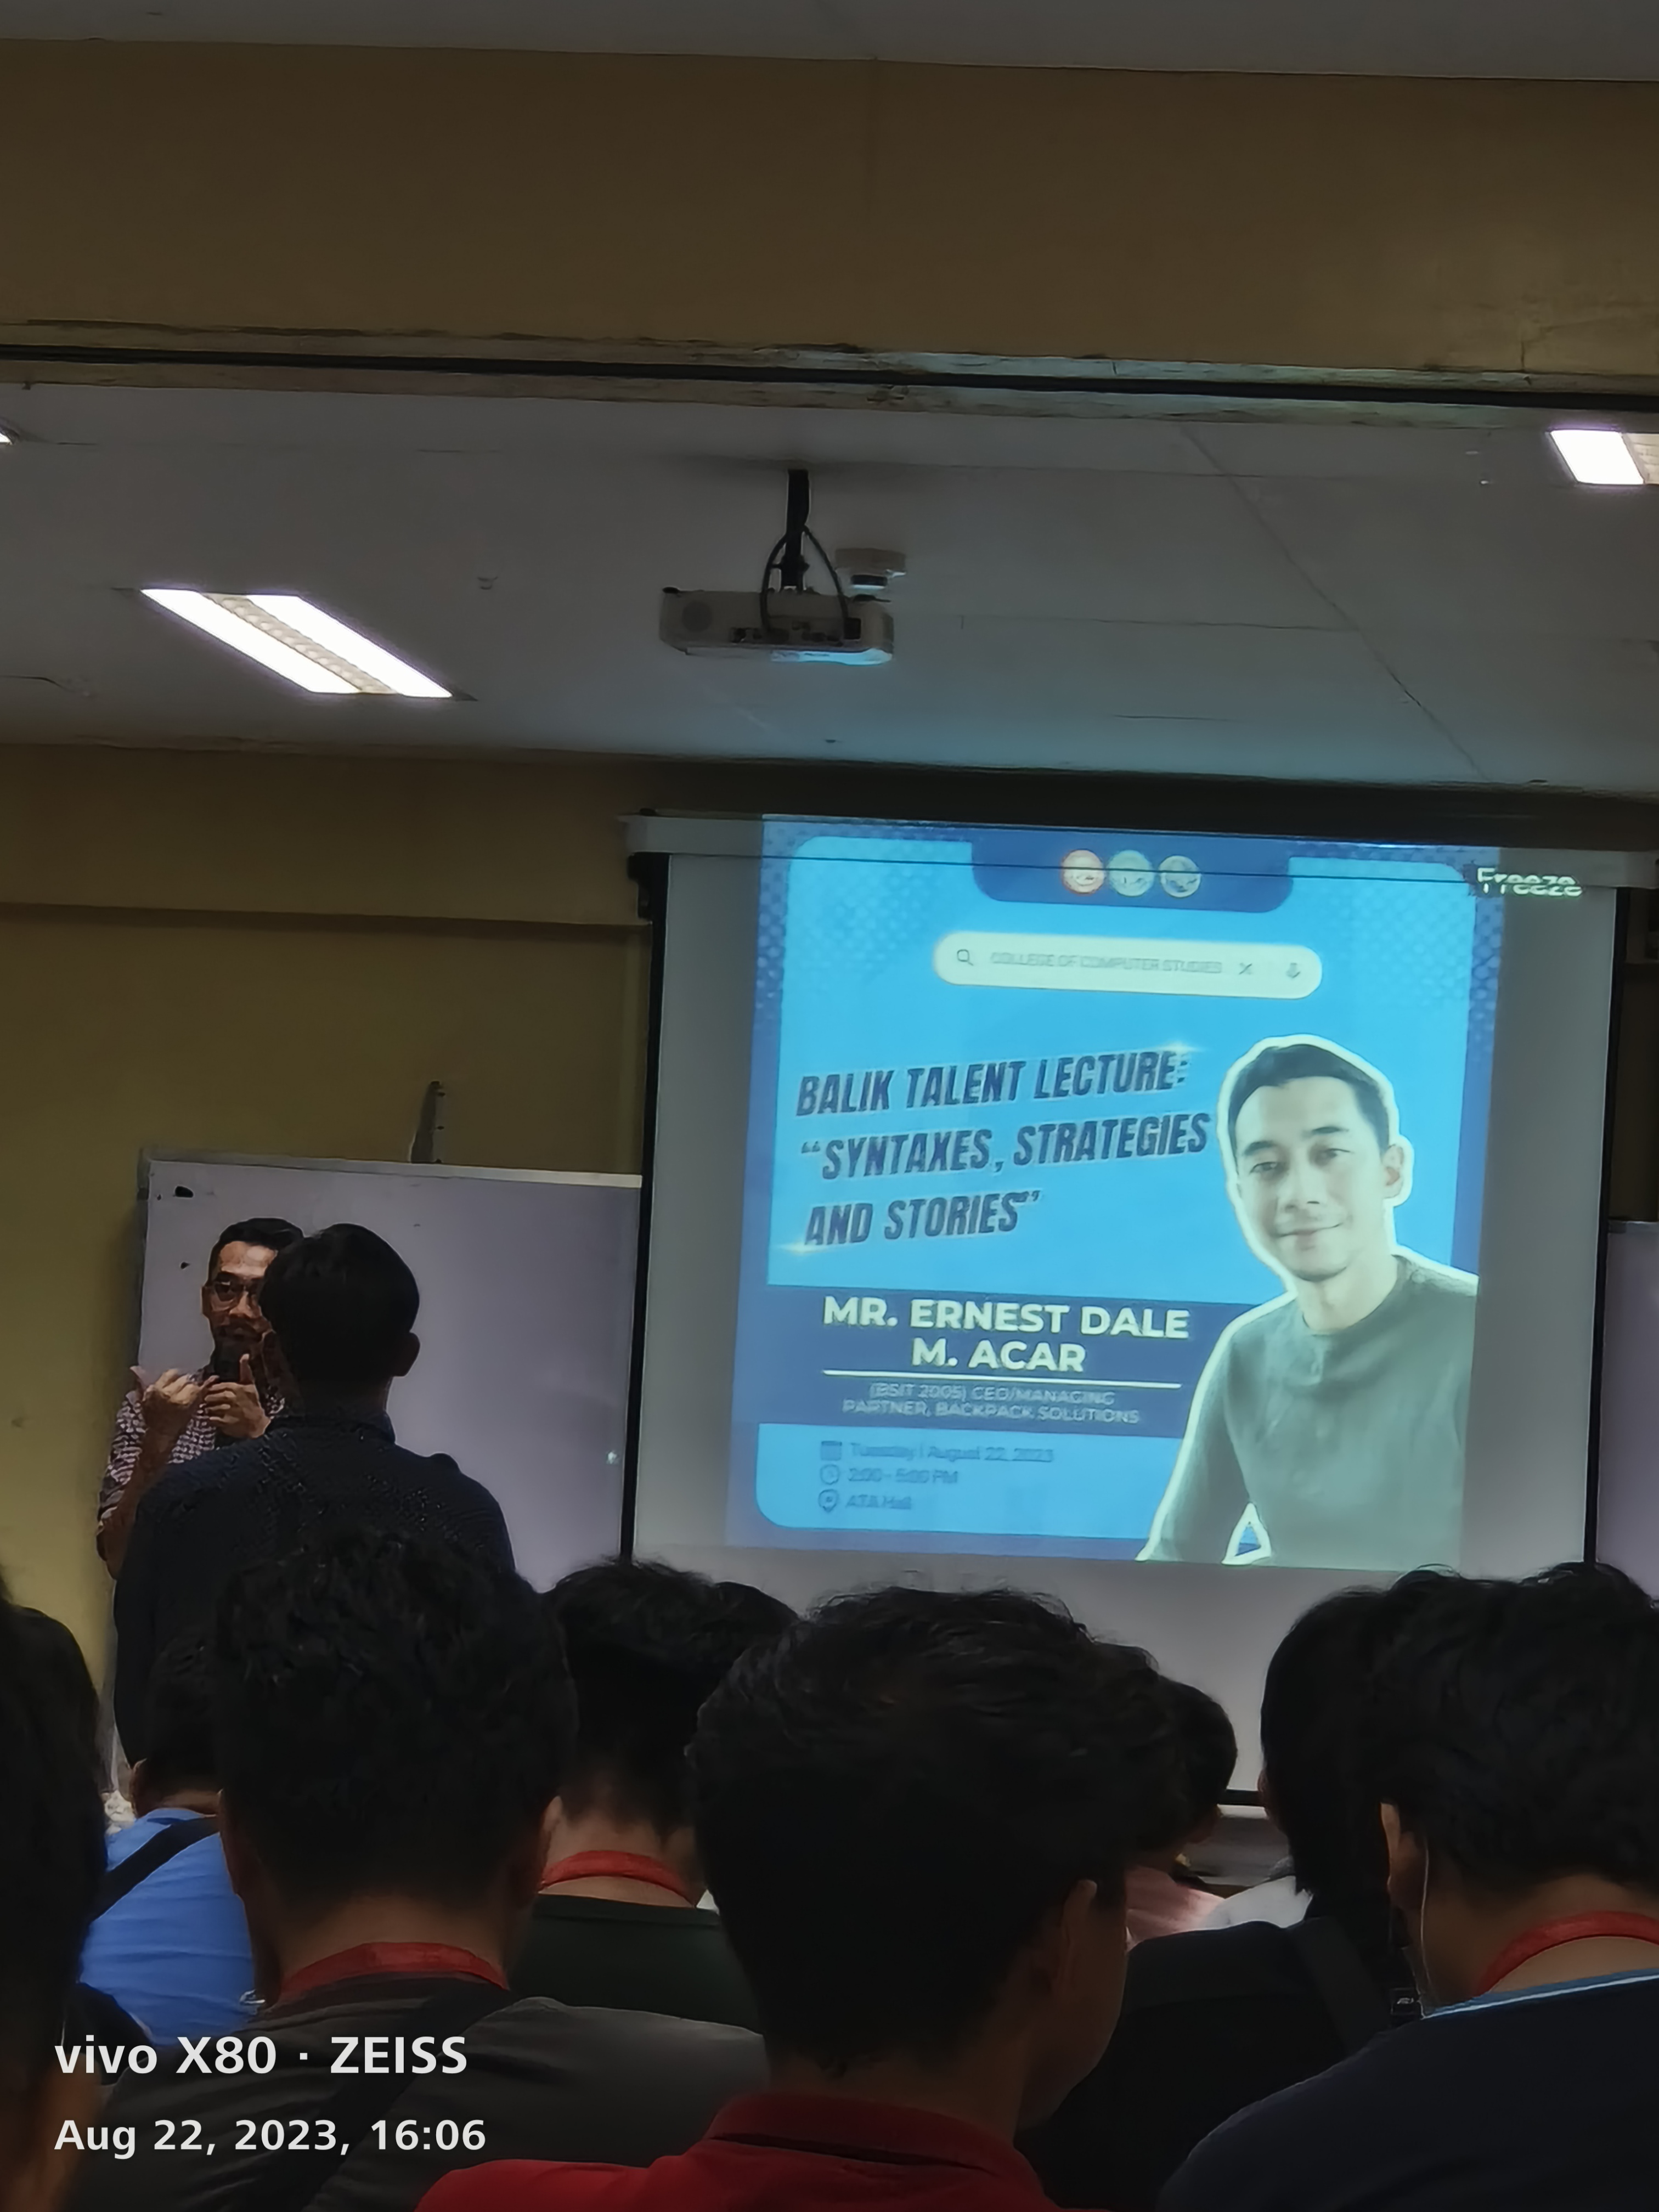 Freeze
COLLEGE OF COMPUTER STUDIES
BALIK TALENT LECTURE:
“SYNTAXES, STRATEGIES
AND STORIES”
MR. ERNEST DALE
M. ACAR
(BSIT 2005) CEO/MANAGING
PARTNER, BACKPACK SOLUTIONS
Tuesday | August 22, 2023
2:00 - 5:00 PM
ATA Hall
vivo X80 · ZEISS
Aug 22, 2023, 16:06